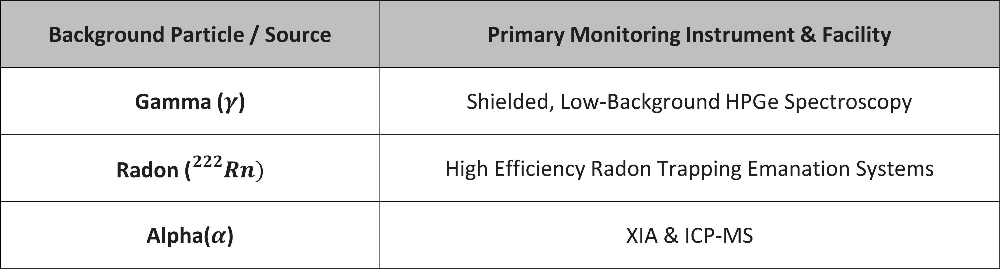 Background Particle / Source
Primary Monitoring Instrument & Facility
Gamma (γ)
Shielded, Low-Background HPGe Spectroscopy
Radon (²²²Rn)
High Efficiency Radon Trapping Emanation Systems
Alpha(α)
XIA & ICP-MS